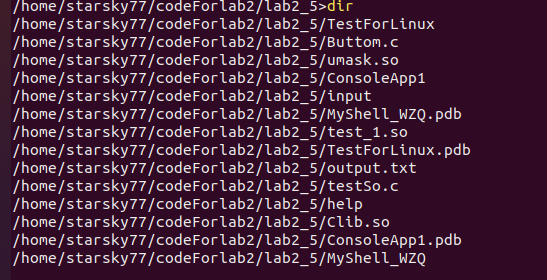 /home/starsky77/codeForlab2/lab2_5>dir
/home/starsky77/codeForlab2/lab2_5/TestForLinux
/home/starsky77/codeForlab2/lab2_5/Buttom.c
/home/starsky77/codeForlab2/lab2_5/umask.so
/home/starsky77/codeForlab2/lab2_5/ConsoleApp1
/home/starsky77/codeForlab2/lab2_5/input
/home/starsky77/codeForlab2/lab2_5/MyShell_WZQ.pdb
/home/starsky77/codeForlab2/lab2_5/test_1.so
/home/starsky77/codeForlab2/lab2_5/TestForLinux.pdb
/home/starsky77/codeForlab2/lab2_5/output.txt
/home/starsky77/codeForlab2/lab2_5/testSo.c
/home/starsky77/codeForlab2/lab2_5/help
/home/starsky77/codeForlab2/lab2_5/Clib.so
/home/starsky77/codeForlab2/lab2_5/ConsoleApp1.pdb
/home/starsky77/codeForlab2/lab2_5/MyShell_WZQ